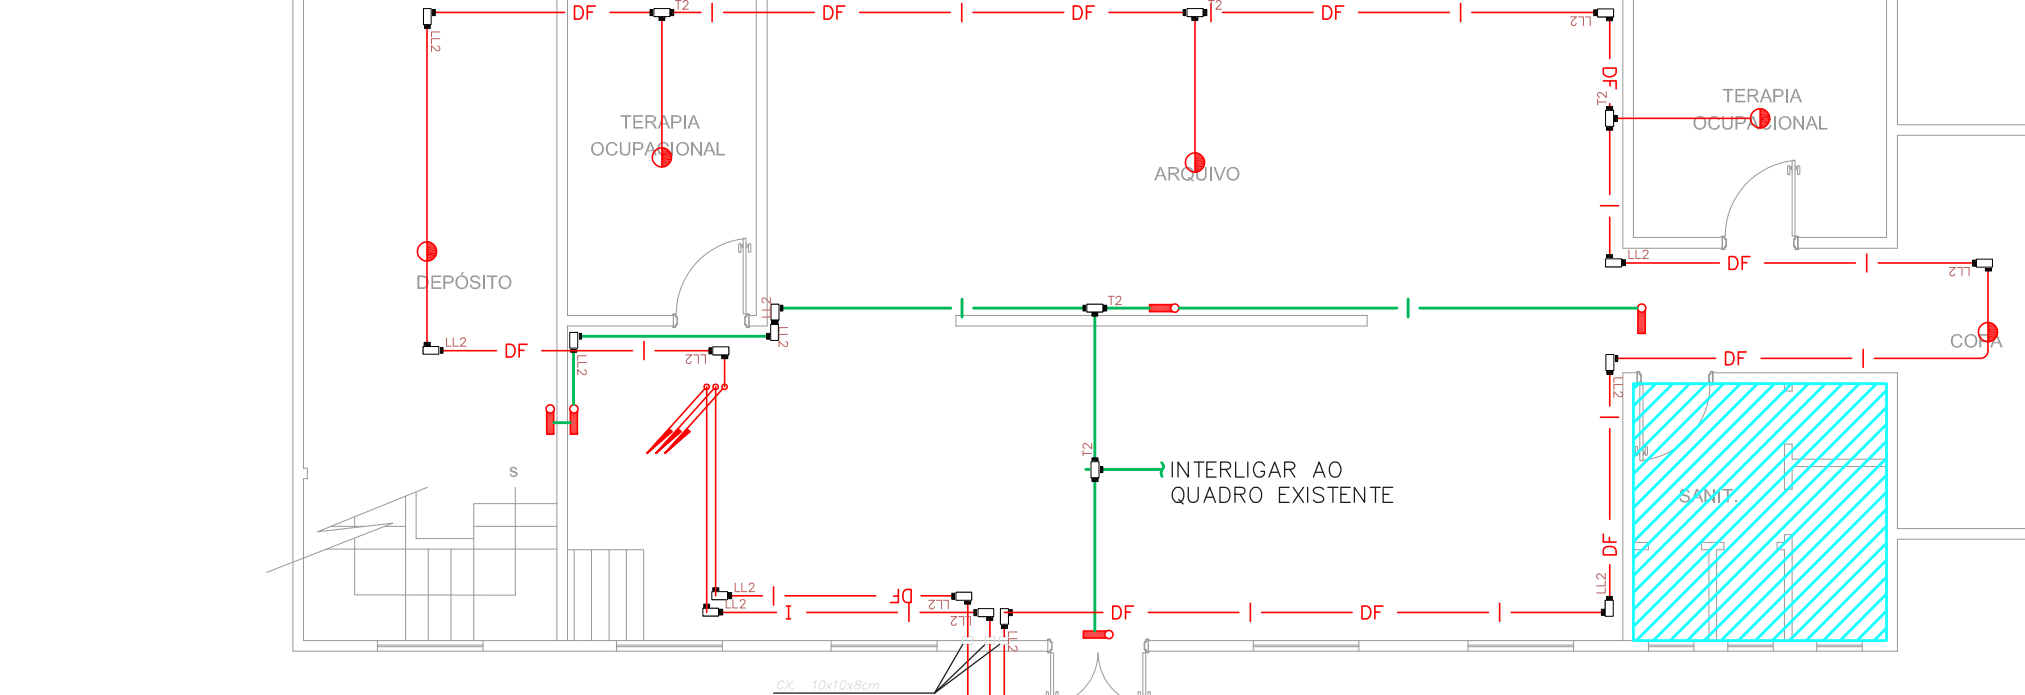 DF
T2
DF
DF
T2
DF
LL2
LL2
DF
T2
TERAPIA
OCUPACIONAL
ARQUIVO
TERAPIA
OCUPACIONAL
LL2
DF
LL2
DEPÓSITO
LL2
LL2
T2
COPA
LL2
DF
LL2
LL2
DF
LL2
T2
INTERLIGAR AO
QUADRO EXISTENTE
S
SANIT.
DF
LL2
LL2
DF
LL2
LL2
I
LL2
LL2
DF
DF
CX. 10x10x8cm